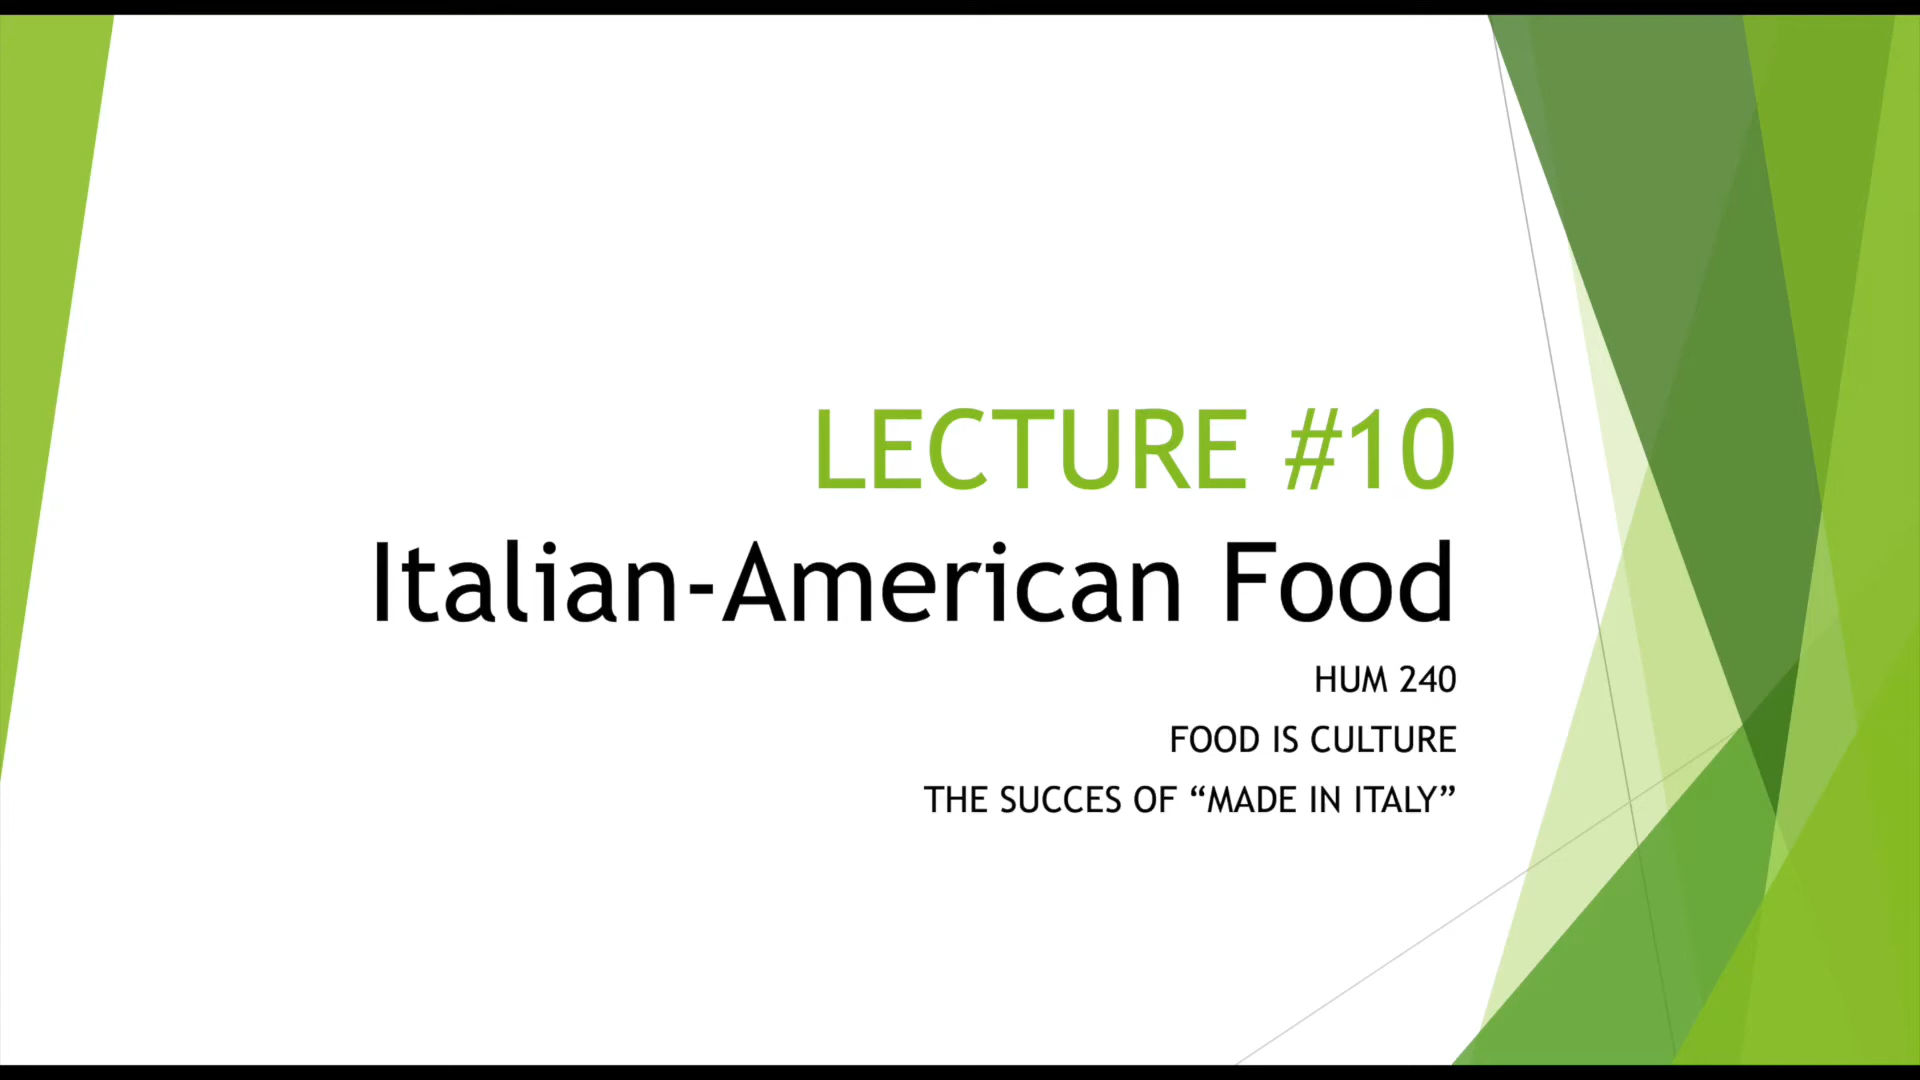 LECTURE #10
Italian-American Food
HUM 240
FOOD IS CULTURE
THE SUCCES OF “MADE IN ITALY”